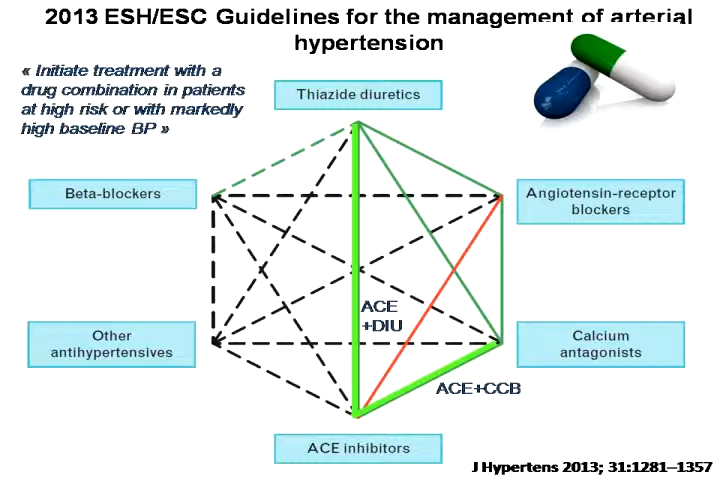 2013 ESH/ESC Guidelines for the management of arterial
hypertension
« Initiate treatment with a
drug combination in patients
at high risk or with markedly
high baseline BP »
Thiazide diuretics
Beta-blockers
Angiotensin-receptor
blockers
ACE
+DIU
Other
antihypertensives
Calcium
antagonists
ACE+CCB
ACE inhibitors
J Hypertens 2013; 31:1281–1357